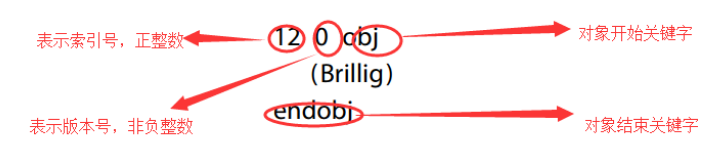 12 0 obj
对象开始关键字
表示索引号，正整数
(Brillig)
表示版本号，非负整数
endobj
对象结束关键字